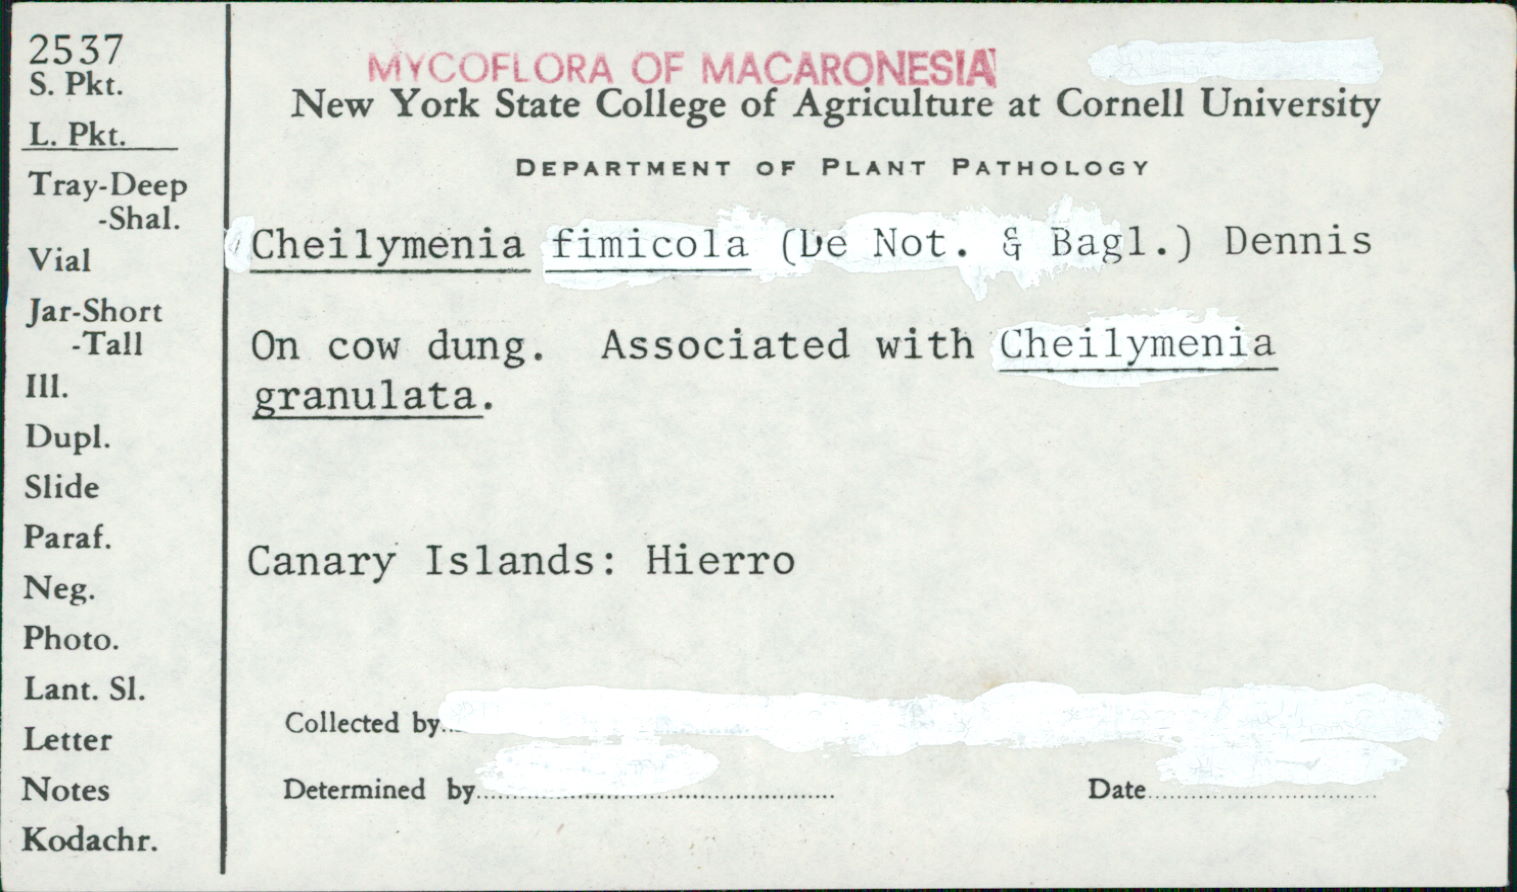 2537
S. Pkt.
L. Pkt.
Tray-Deep
-Shal.
Vial
Jar-Short
-Tall
Ill.
Dupl.
Slide
Paraf.
Neg.
Photo.
Lant. Sl.
Letter
Notes
Kodachr.
MYCOFLORA OF MACARONESIA
New York State College of Agriculture at Cornell University
DEPARTMENT OF PLANT PATHOLOGY
Cheilymenia fimicola (De Not. & Bagl.) Dennis
On cow dung. Associated with Cheilymenia
granulata.
Canary Islands: Hierro
Collected by
Determined by
Date